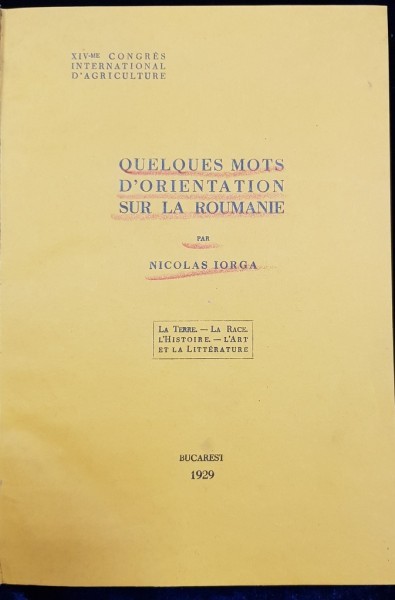 XIV-ME CONGRÈS
INTERNATIONAL
D'AGRICULTURE
QUELQUES MOTS
D'ORIENTATION
SUR LA ROUMANIE
PAR
NICOLAS IORGA
LA TERRE. — LA RACE.
L'HISTOIRE. — L'ART
ET LA LITTÉRATURE
BUCAREST
1929